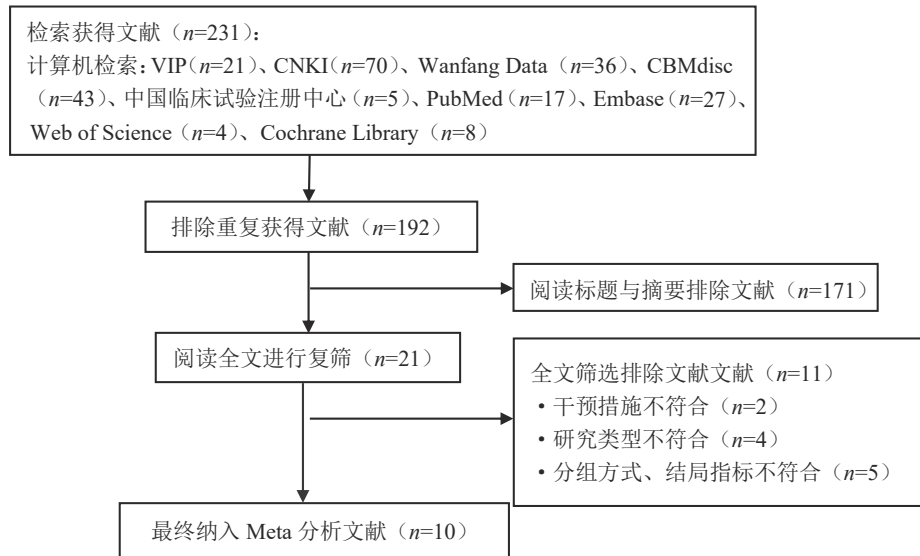 检索获得文献（n=231）：
计算机检索：VIP（n=21）、CNKI（n=70）、Wanfang Data（n=36）、CBMdisc
（n=43）、中国临床试验注册中心（n=5）、PubMed（n=17）、Embase（n=27）、
Web of Science（n=4）、Cochrane Library（n=8）
排除重复获得文献（n=192）
阅读标题与摘要排除文献（n=171）
阅读全文进行复筛（n=21）
全文筛选排除文献文献（n=11）
・干预措施不符合（n=2）
・研究类型不符合（n=4）
・分组方式、结局指标不符合（n=5）
最终纳入 Meta 分析文献（n=10）